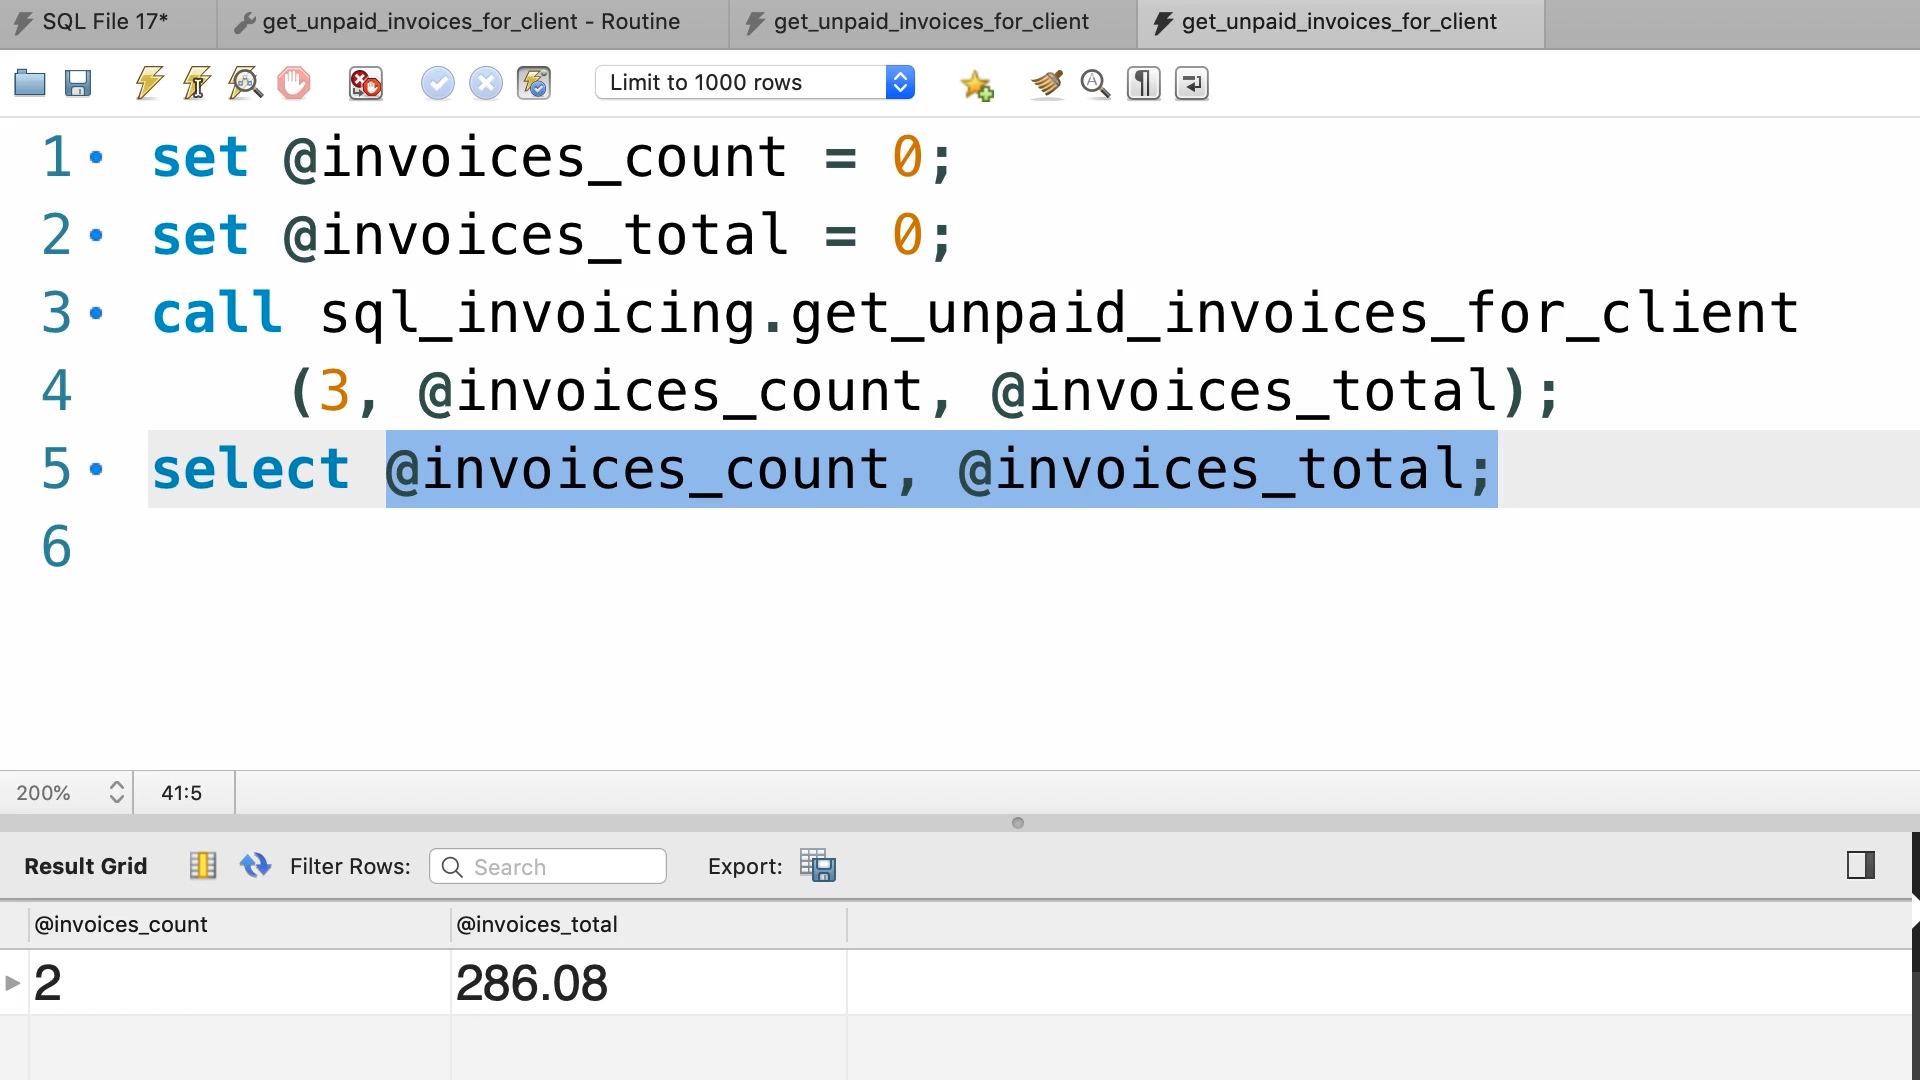 SQL File 17*
get_unpaid_invoices_for_client - Routine
get_unpaid_invoices_for_client
get_unpaid_invoices_for_client
Limit to 1000 rows
1 set @invoices_count = 0;
2 set @invoices_total = 0;
3 call sql_invoicing.get_unpaid_invoices_for_client
4 (3, @invoices_count, @invoices_total);
5 select @invoices_count, @invoices_total;
6
200% 41:5
Result Grid Filter Rows: Search Export:
@invoices_count @invoices_total
2 286.08